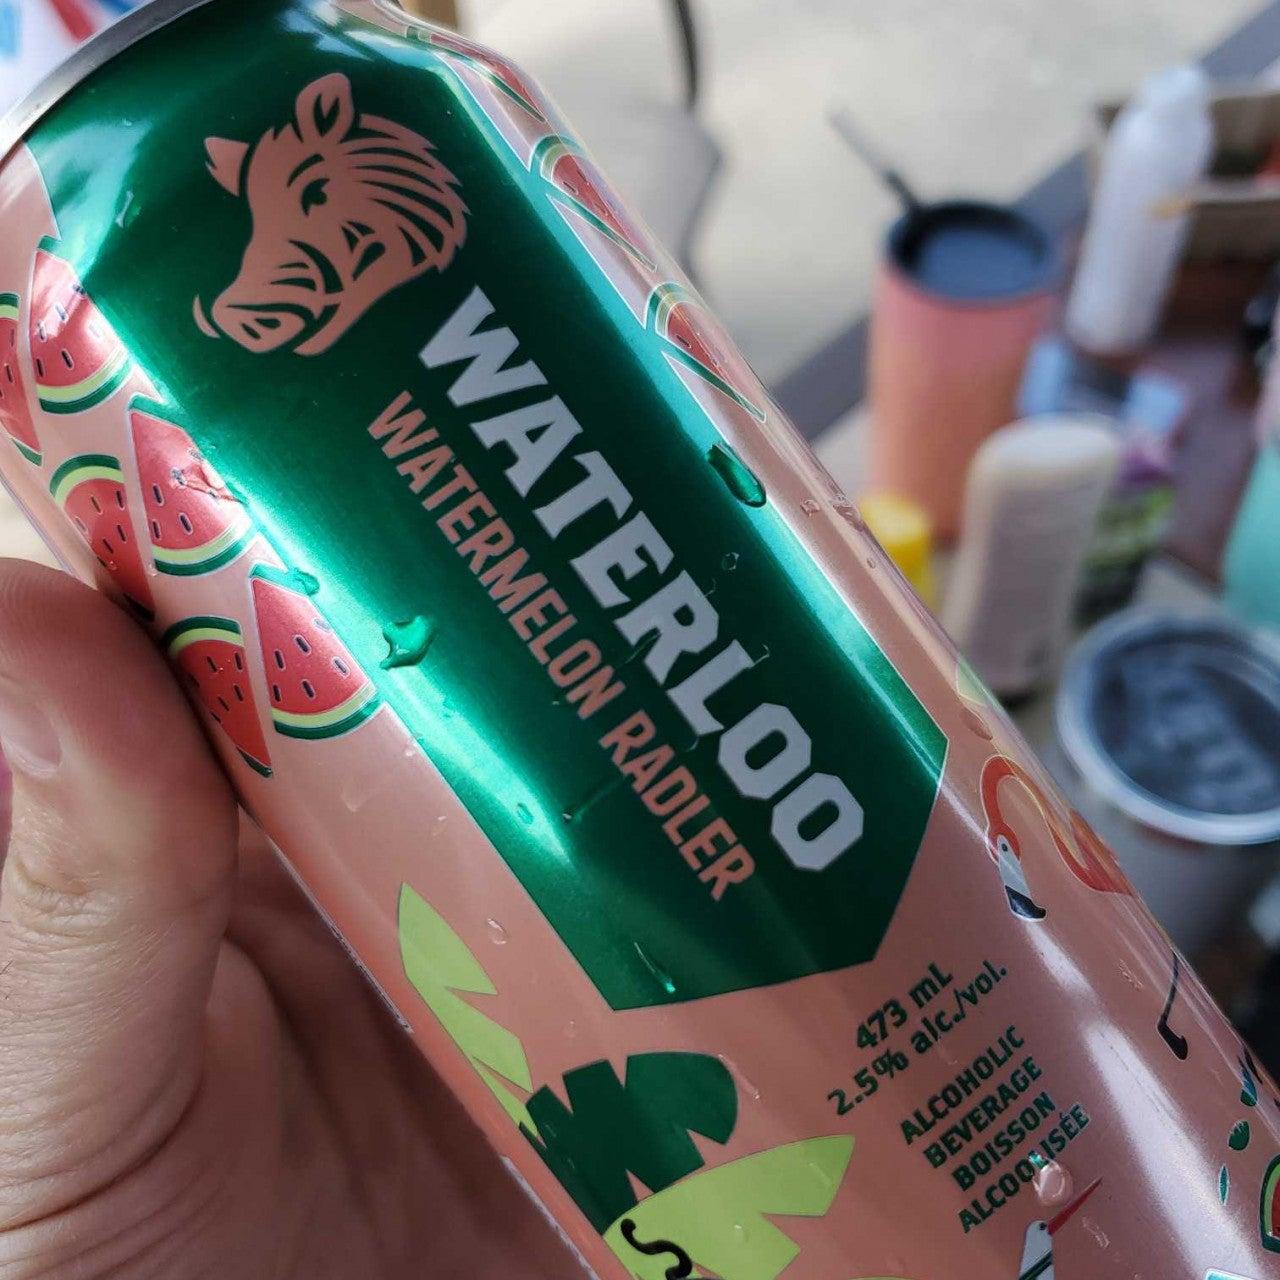 WATERLOO
WATERMELON RADLER
473 mL
2.5% alc./vol.
ALCOHOLIC
BEVERAGE
BOISSON
ALCOOLISÉE